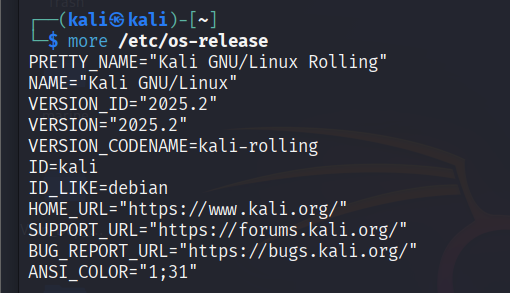 ┌──(kali㉿kali)-[~]
└─$ more /etc/os-release
PRETTY_NAME="Kali GNU/Linux Rolling"
NAME="Kali GNU/Linux"
VERSION_ID="2025.2"
VERSION="2025.2"
VERSION_CODENAME=kali-rolling
ID=kali
ID_LIKE=debian
HOME_URL="https://www.kali.org/"
SUPPORT_URL="https://forums.kali.org/"
BUG_REPORT_URL="https://bugs.kali.org/"
ANSI_COLOR="1;31"